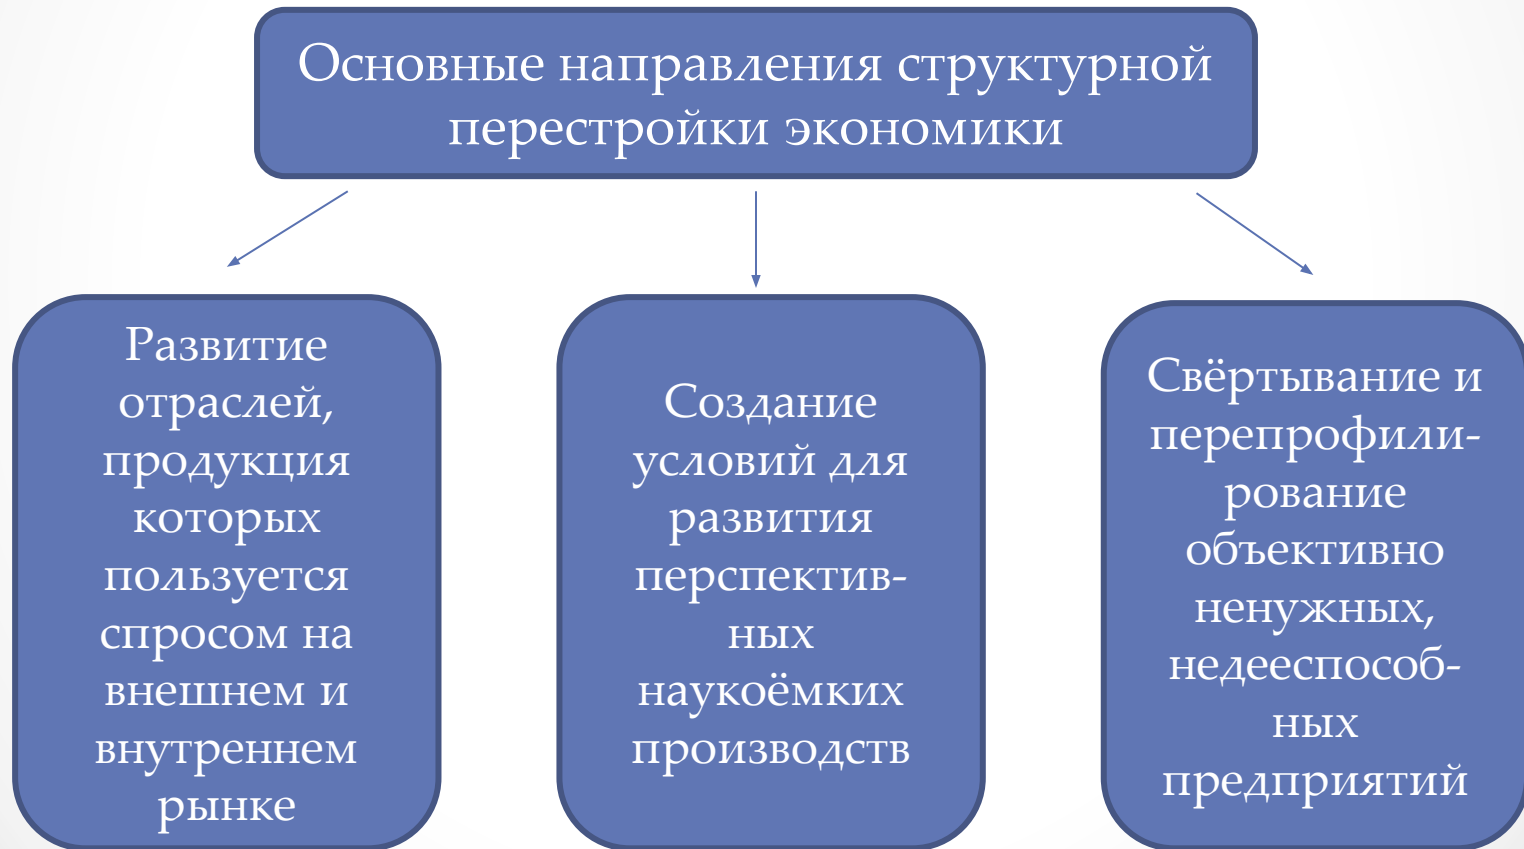 Основные направления структурной
перестройки экономики
Развитие
отраслей,
продукция
которых
пользуется
спросом на
внешнем и
внутреннем
рынке
Создание
условий для
развития
перспектив-
ных
наукоёмких
производств
Свёртывание и
перепрофили-
рование
объективно
ненужных,
недееспособ-
ных
предприятий